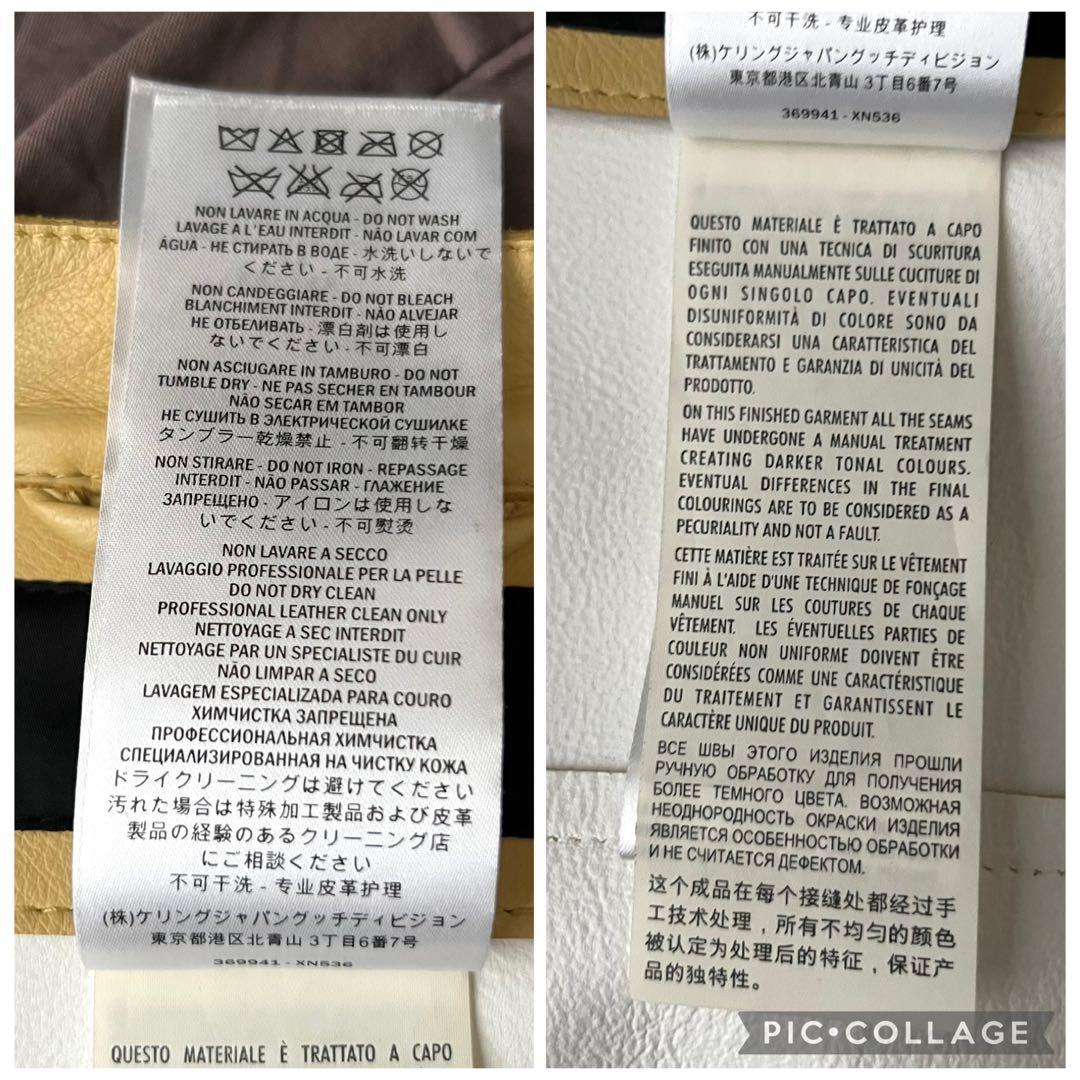 NON LAVARE IN ACQUA - DO NOT WASH
LAVAGE A L'EAU INTERDIT - NÃO LAVAR COM
ÁGUA - НЕ СТИРАТЬ В ВОДЕ - 水洗いしないで
ください - 不可水洗
NON CANDEGGIARE - DO NOT BLEACH
BLANCHIMENT INTERDIT - NÃO ALVEJAR
НЕ ОТБЕЛИВАТЬ - 漂白剤は使用し
ないでください - 不可漂白
NON ASCIUGARE IN TAMBURO - DO NOT
TUMBLE DRY - NE PAS SECHER EN TAMBOUR
NÃO SECAR EM TAMBOR
НЕ СУШИТЬ В ЭЛЕКТРИЧЕСКОЙ СУШИЛКЕ
タンブラー乾燥禁止 - 不可翻转干燥
NON STIRARE - DO NOT IRON - REPASSAGE
INTERDIT - NÃO PASSAR - ГЛАЖЕНИЕ
ЗАПРЕЩЕНО - アイロンは使用しな
いでください - 不可熨烫
NON LAVARE A SECCO
LAVAGGIO PROFESSIONALE PER LA PELLE
DO NOT DRY CLEAN
PROFESSIONAL LEATHER CLEAN ONLY
NETTOYAGE A SEC INTERDIT
NETTOYAGE PAR UN SPECIALISTE DU CUIR
NÃO LIMPAR A SECO
LAVAGEM ESPECIALIZADA PARA COURO
ХИМЧИСТКА ЗАПРЕЩЕНА
ПРОФЕССИОНАЛЬНАЯ ХИМЧИСТКА
СПЕЦИАЛИЗИРОВАННАЯ НА ЧИСТКУ КОЖА
ドライクリーニングは避けてください
汚れた場合は特殊加工製品および皮革
製品の経験のあるクリーニング店
にご相談ください
不可干洗 - 专业皮革护理
(株)ケリングジャパングッチディビジョン
東京都港区北青山 3丁目6番7号
369941 - XN536
QUESTO MATERIALE È TRATTATO A CAPO
不可干洗 - 专业皮革护理
(株)ケリングジャパングッチディビジョン
東京都港区北青山 3丁目6番7号
369941 - XN536
QUESTO MATERIALE È TRATTATO A CAPO
FINITO CON UNA TECNICA DI SCURITURA
ESEGUITA MANUALMENTE SULLE CUCITURE DI
OGNI SINGOLO CAPO. EVENTUALI
DISUNIFORMITÀ DI COLORE SONO DA
CONSIDERARSI UNA CARATTERISTICA DEL
TRATTAMENTO E GARANZIA DI UNICITÀ DEL
PRODOTTO.
ON THIS FINISHED GARMENT ALL THE SEAMS
HAVE UNDERGONE A MANUAL TREATMENT
CREATING DARKER TONAL COLOURS.
EVENTUAL DIFFERENCES IN THE FINAL
COLOURINGS ARE TO BE CONSIDERED AS A
PECURIALITY AND NOT A FAULT.
CETTE MATIÈRE EST TRAITÉE SUR LE VÊTEMENT
FINI À L'AIDE D'UNE TECHNIQUE DE FONÇAGE
MANUEL SUR LES COUTURES DE CHAQUE
VÊTEMENT. LES ÉVENTUELLES PARTIES DE
COULEUR NON UNIFORME DOIVENT ÊTRE
CONSIDÉRÉES COMME UNE CARACTÉRISTIQUE
DU TRAITEMENT ET GARANTISSENT LE
CARACTÈRE UNIQUE DU PRODUIT.
ВСЕ ШВЫ ЭТОГО ИЗДЕЛИЯ ПРОШЛИ
РУЧНУЮ ОБРАБОТКУ ДЛЯ ПОЛУЧЕНИЯ
БОЛЕЕ ТЕМНОГО ЦВЕТА. ВОЗМОЖНАЯ
НЕОДНОРОДНОСТЬ ОКРАСКИ ИЗДЕЛИЯ
ЯВЛЯЕТСЯ ОСОБЕННОСТЬЮ ОБРАБОТКИ
И НЕ СЧИТАЕТСЯ ДЕФЕКТОМ.
这个成品在每个接缝处都经过手
工技术处理，所有不均匀的颜色
被认定为处理后的特征，保证产
品的独特性。
PIC•COLLAGE